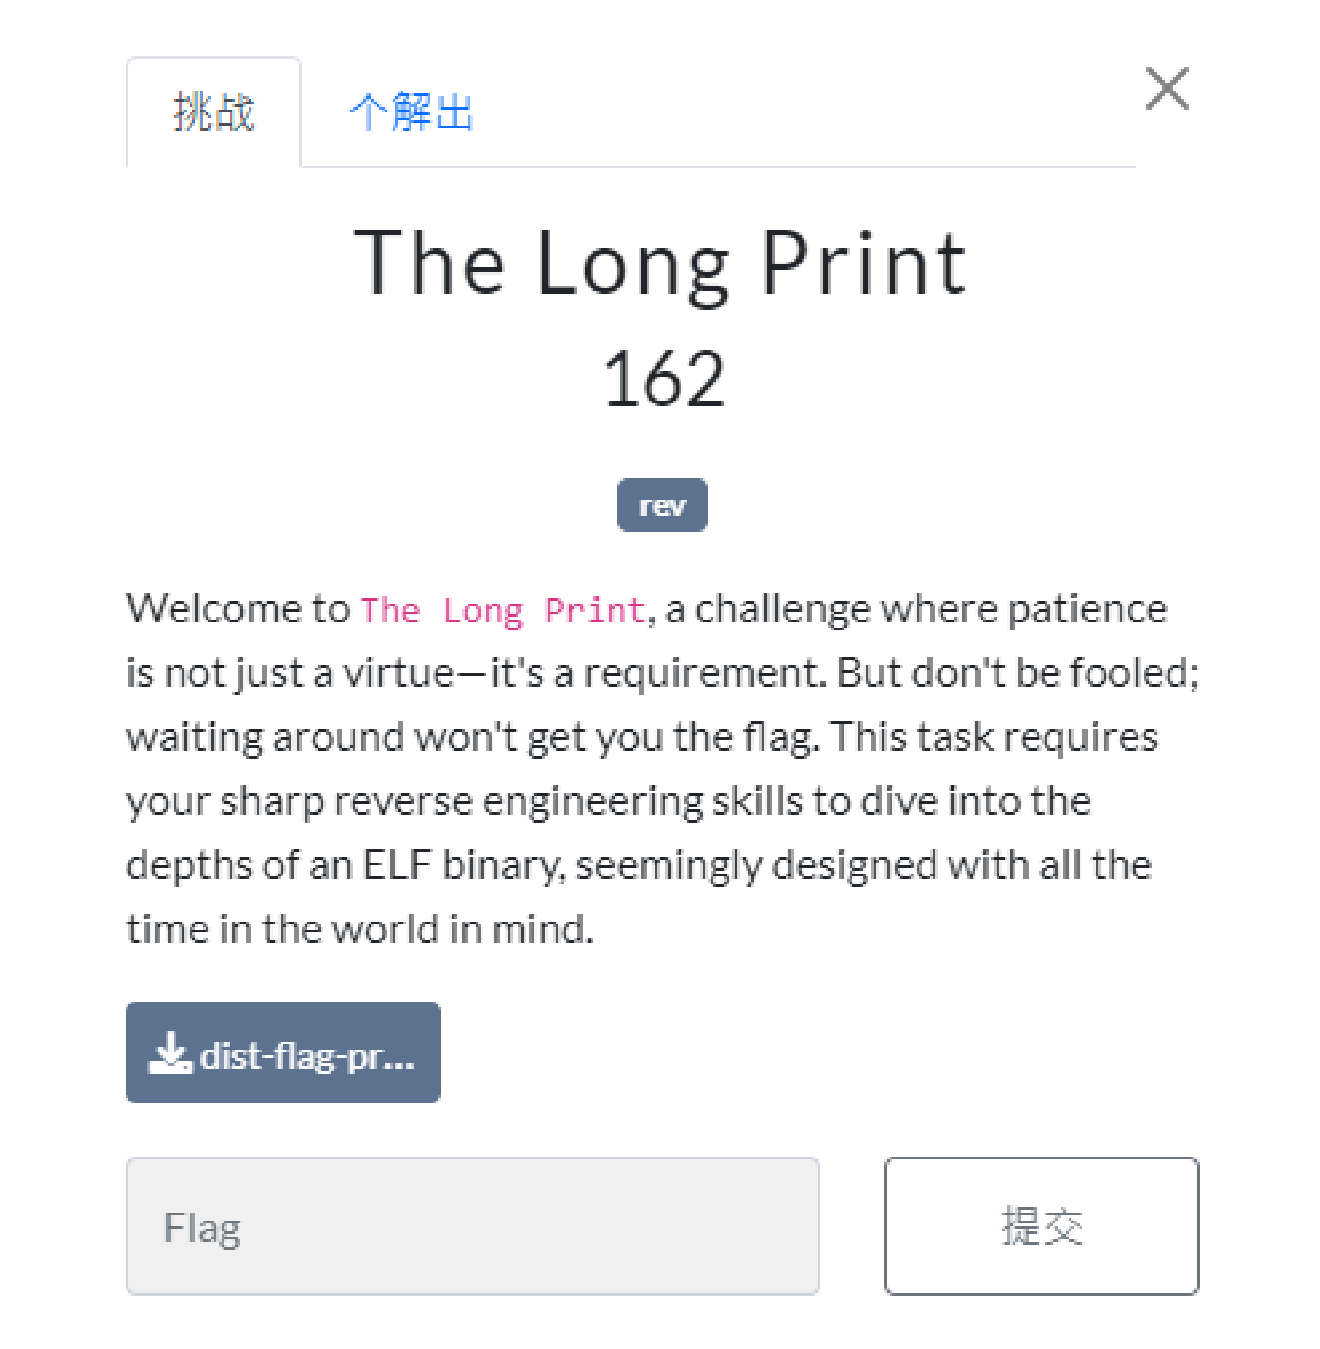 挑战
个解出
The Long Print
162
rev
Welcome to The Long Print, a challenge where patience
is not just a virtue—it's a requirement. But don't be fooled;
waiting around won't get you the flag. This task requires
your sharp reverse engineering skills to dive into the
depths of an ELF binary, seemingly designed with all the
time in the world in mind.
dist-flag-pr...
Flag
提交